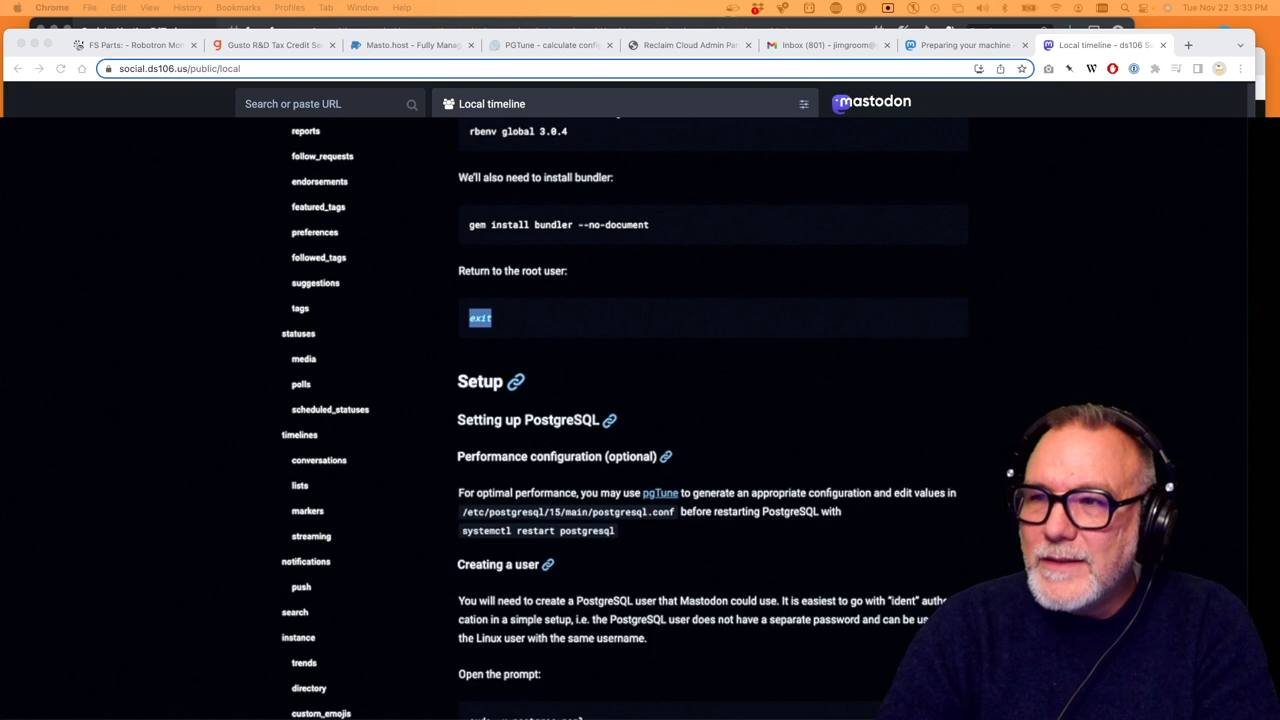 Chrome File Edit View History Bookmarks Profiles Tab Window Help
Tue Nov 22 3:33 PM
FS Parts: - Robotron Mon
Gusto R&D Tax Credit Se
Masto.host – Fully Manag
PGTune - calculate config
Reclaim Cloud Admin Pan
Inbox (801) - jimgroom@
Preparing your machine -
Local timeline - ds106 So
social.ds106.us/public/local
Search or paste URL
Local timeline
mastodon
reports
follow_requests
endorsements
featured_tags
preferences
followed_tags
suggestions
tags
statuses
media
polls
scheduled_statuses
timelines
conversations
lists
markers
streaming
notifications
push
search
instance
trends
directory
custom_emojis
rbenv global 3.0.4
We'll also need to install bundler:
gem install bundler --no-document
Return to the root user:
exit
Setup
Setting up PostgreSQL
Performance configuration (optional)
For optimal performance, you may use pgTune to generate an appropriate configuration and edit values in
/etc/postgresql/15/main/postgresql.conf before restarting PostgreSQL with
systemctl restart postgresql
Creating a user
You will need to create a PostgreSQL user that Mastodon could use. It is easiest to go with “ident” authe
cation in a simple setup, i.e. the PostgreSQL user does not have a separate password and can be us
the Linux user with the same username.
Open the prompt: